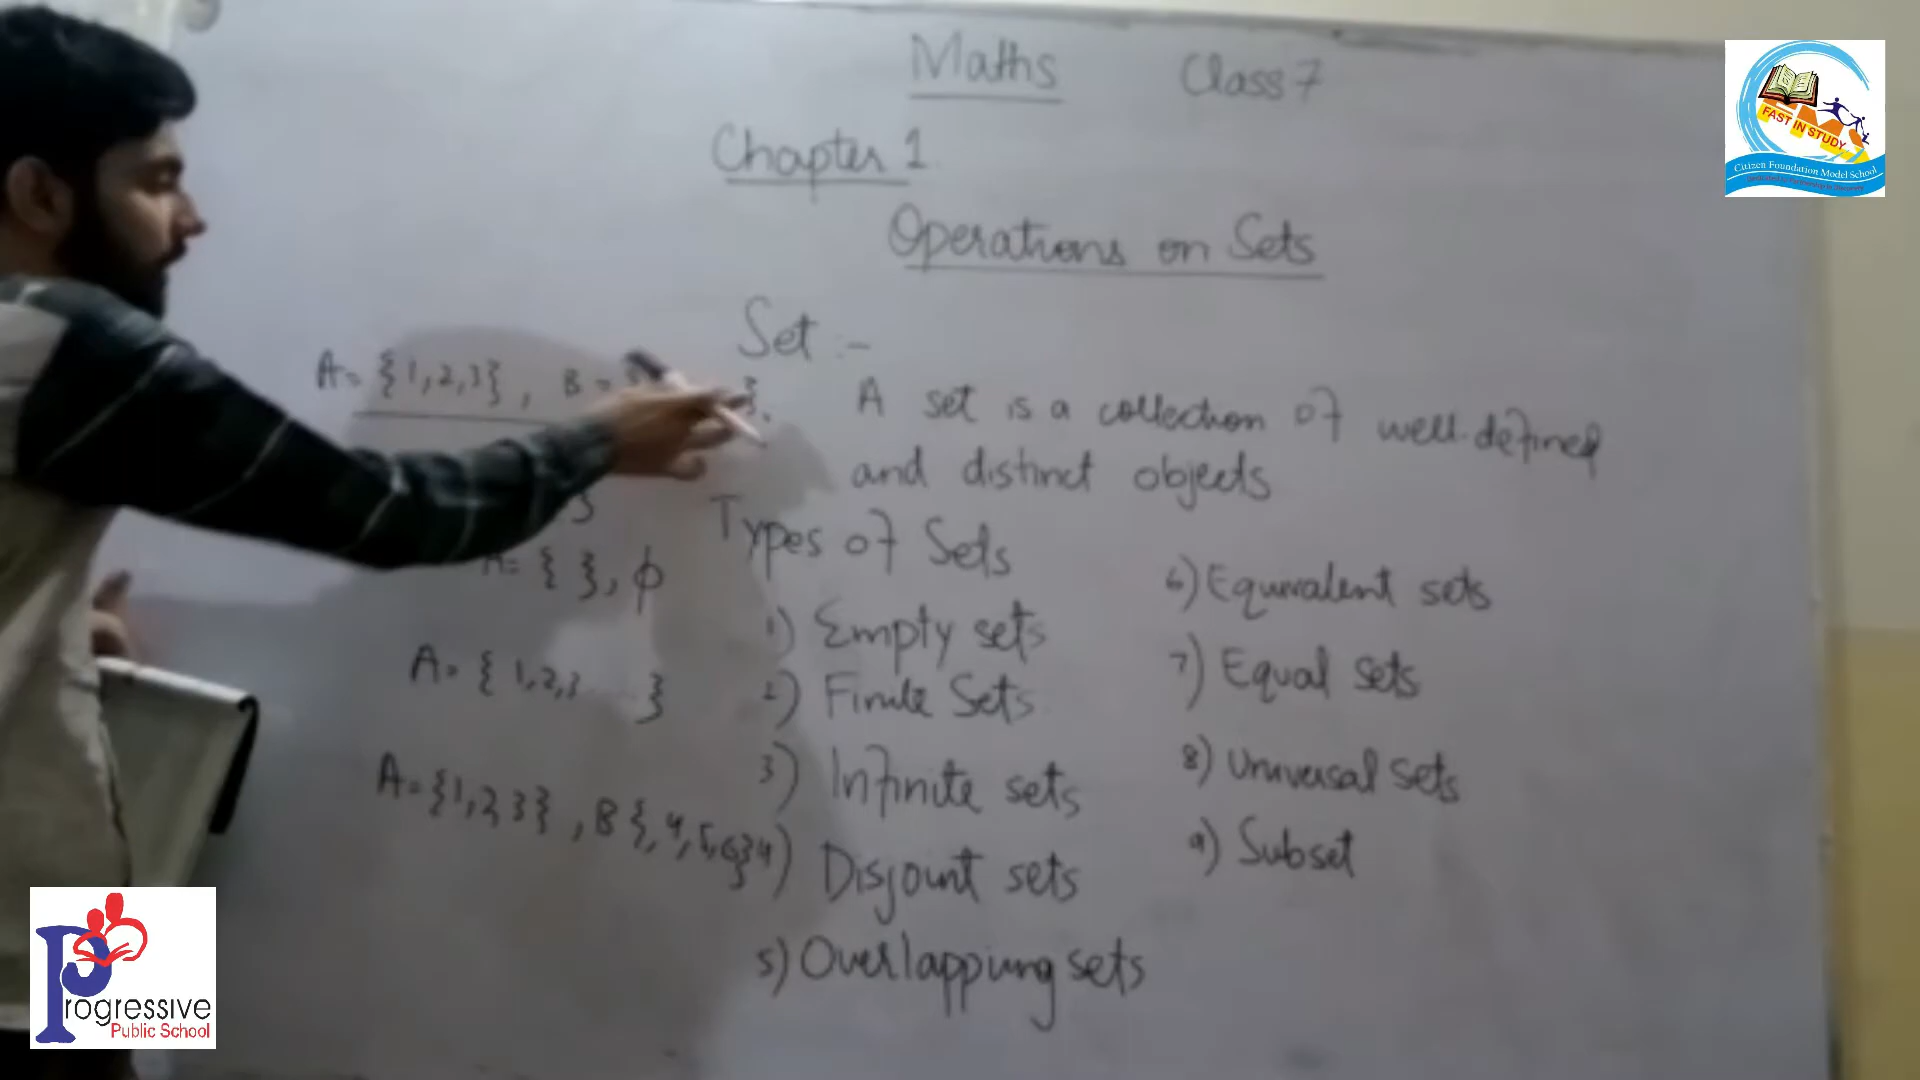 Maths Class 7
Chapter 1
Operations on Sets
Set :-
A set is a collection of well-defined
and distinct objects
Types of Sets
1) Empty sets
2) Finite Sets
3) Infinite sets
4) Disjoint sets
5) Overlapping sets
6) Equivalent sets
7) Equal sets
8) Universal sets
9) Subset
A = {1,2,3} , B =
A = { }, ϕ
A = { 1,2,3 }
A = {1,2,3} , B {, 4, 5, 6}
FAST IN STUDY
Citizen Foundation Model School
Progressive
Public School